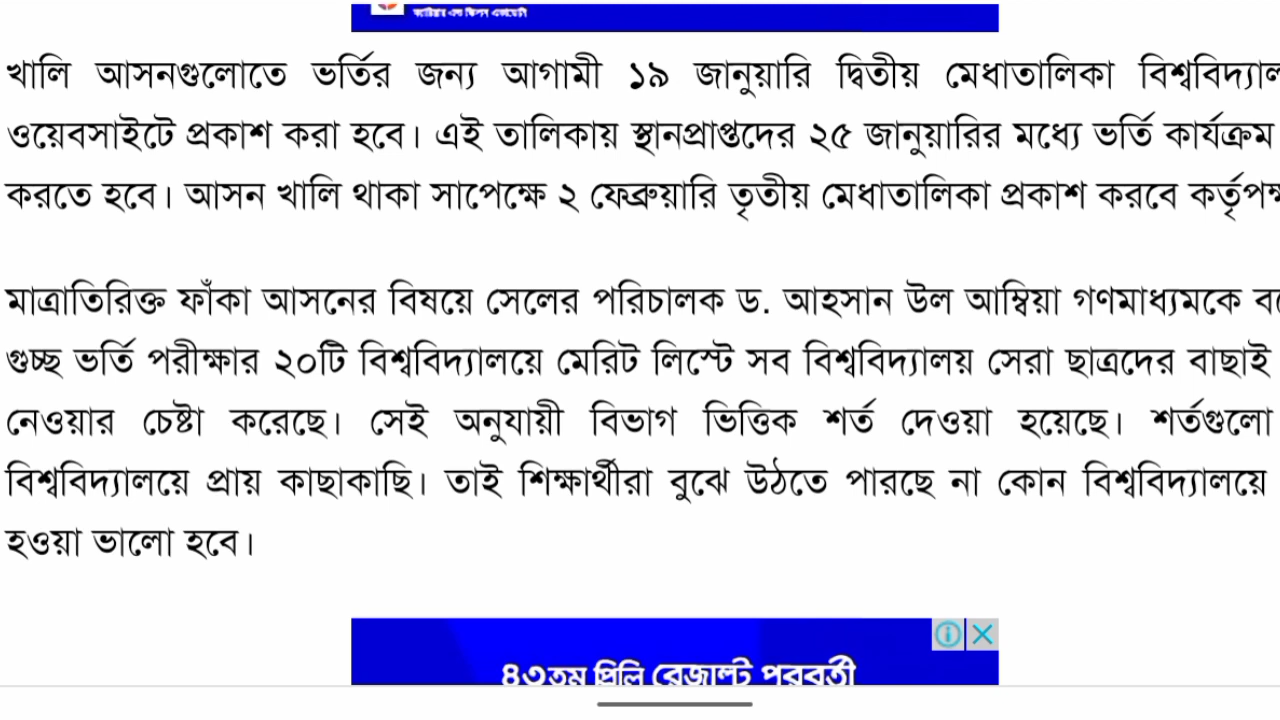 ক্যারিয়ার এন্ড স্কিলস একাডেমি
খালি আসনগুলোতে ভর্তির জন্য আগামী ১৯ জানুয়ারি দ্বিতীয় মেধাতালিকা
ওয়েবসাইটে প্রকাশ করা হবে। এই তালিকায় স্থানপ্রাপ্তদের ২৫ জানুয়ারির মধ্যে ভর্তি কার্যক্রম
করতে হবে। আসন খালি থাকা সাপেক্ষে ২ ফেব্রুয়ারি তৃতীয় মেধাতালিকা প্রকাশ করবে
মাত্রাতিরিক্ত ফাঁকা আসনের বিষয়ে সেলের পরিচালক ড. আহসান উল আম্বিয়া গণমাধ্যমকে
গুচ্ছ ভর্তি পরীক্ষার ২০টি বিশ্ববিদ্যালয়ে মেরিট লিস্টে সব বিশ্ববিদ্যালয় সেরা ছাত্রদের বাছাই
নেওয়ার চেষ্টা করেছে। সেই অনুযায়ী বিভাগ ভিত্তিক শর্ত দেওয়া হয়েছে। শর্তগুলো
বিশ্ববিদ্যালয়ে প্রায় কাছাকাছি। তাই শিক্ষার্থীরা বুঝে উঠতে পারছে না কোন বিশ্ববিদ্যালয়ে
হওয়া ভালো হবে।
৪৩তম প্রিলি রেজাল্ট পরবর্তী